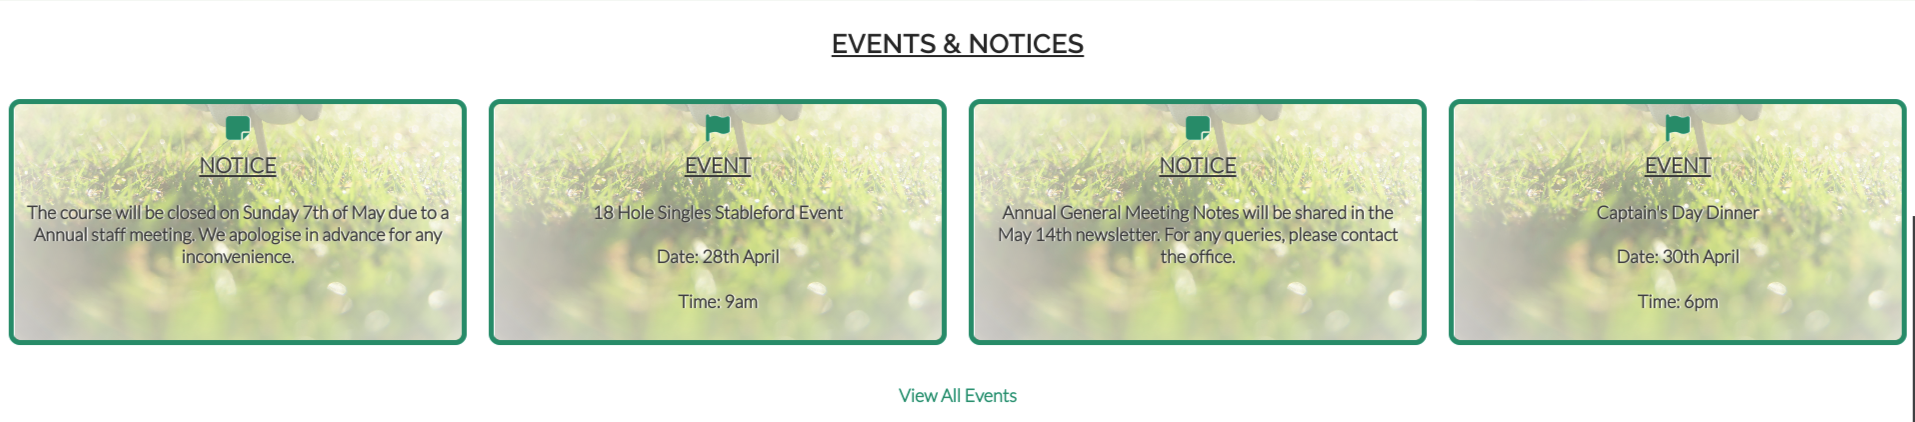 EVENTS & NOTICES
NOTICE
The course will be closed on Sunday 7th of May due to a
Annual staff meeting. We apologise in advance for any
inconvenience.
EVENT
18 Hole Singles Stableford Event
Date: 28th April
Time: 9am
NOTICE
Annual General Meeting Notes will be shared in the
May 14th newsletter. For any queries, please contact
the office.
EVENT
Captain's Day Dinner
Date: 30th April
Time: 6pm
View All Events